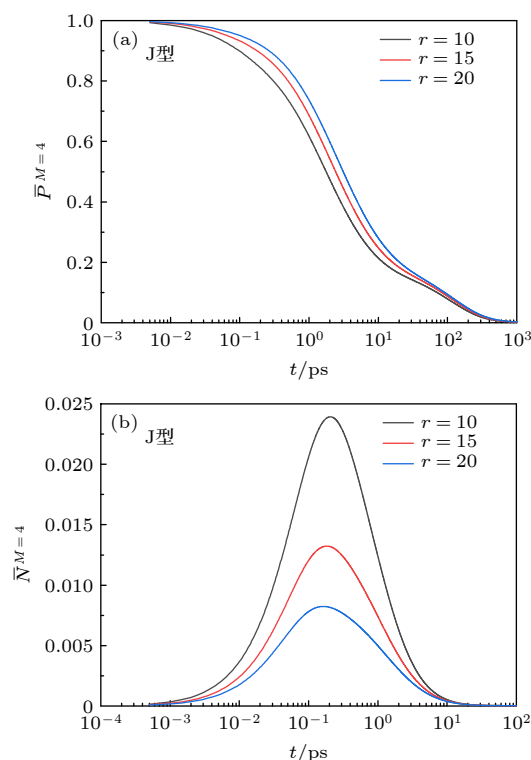 (a)
J型
r = 10
r = 15
r = 20
1.0
0.8
0.6
0.4
0.2
0
P̅ᴹ⁼⁴
10⁻³ 10⁻² 10⁻¹ 10⁰ 10¹ 10² 10³
t/ps
(b)
J型
r = 10
r = 15
r = 20
0.025
0.020
0.015
0.010
0.005
0
N̅ᴹ⁼⁴
10⁻⁴ 10⁻³ 10⁻² 10⁻¹ 10⁰ 10¹ 10²
t/ps